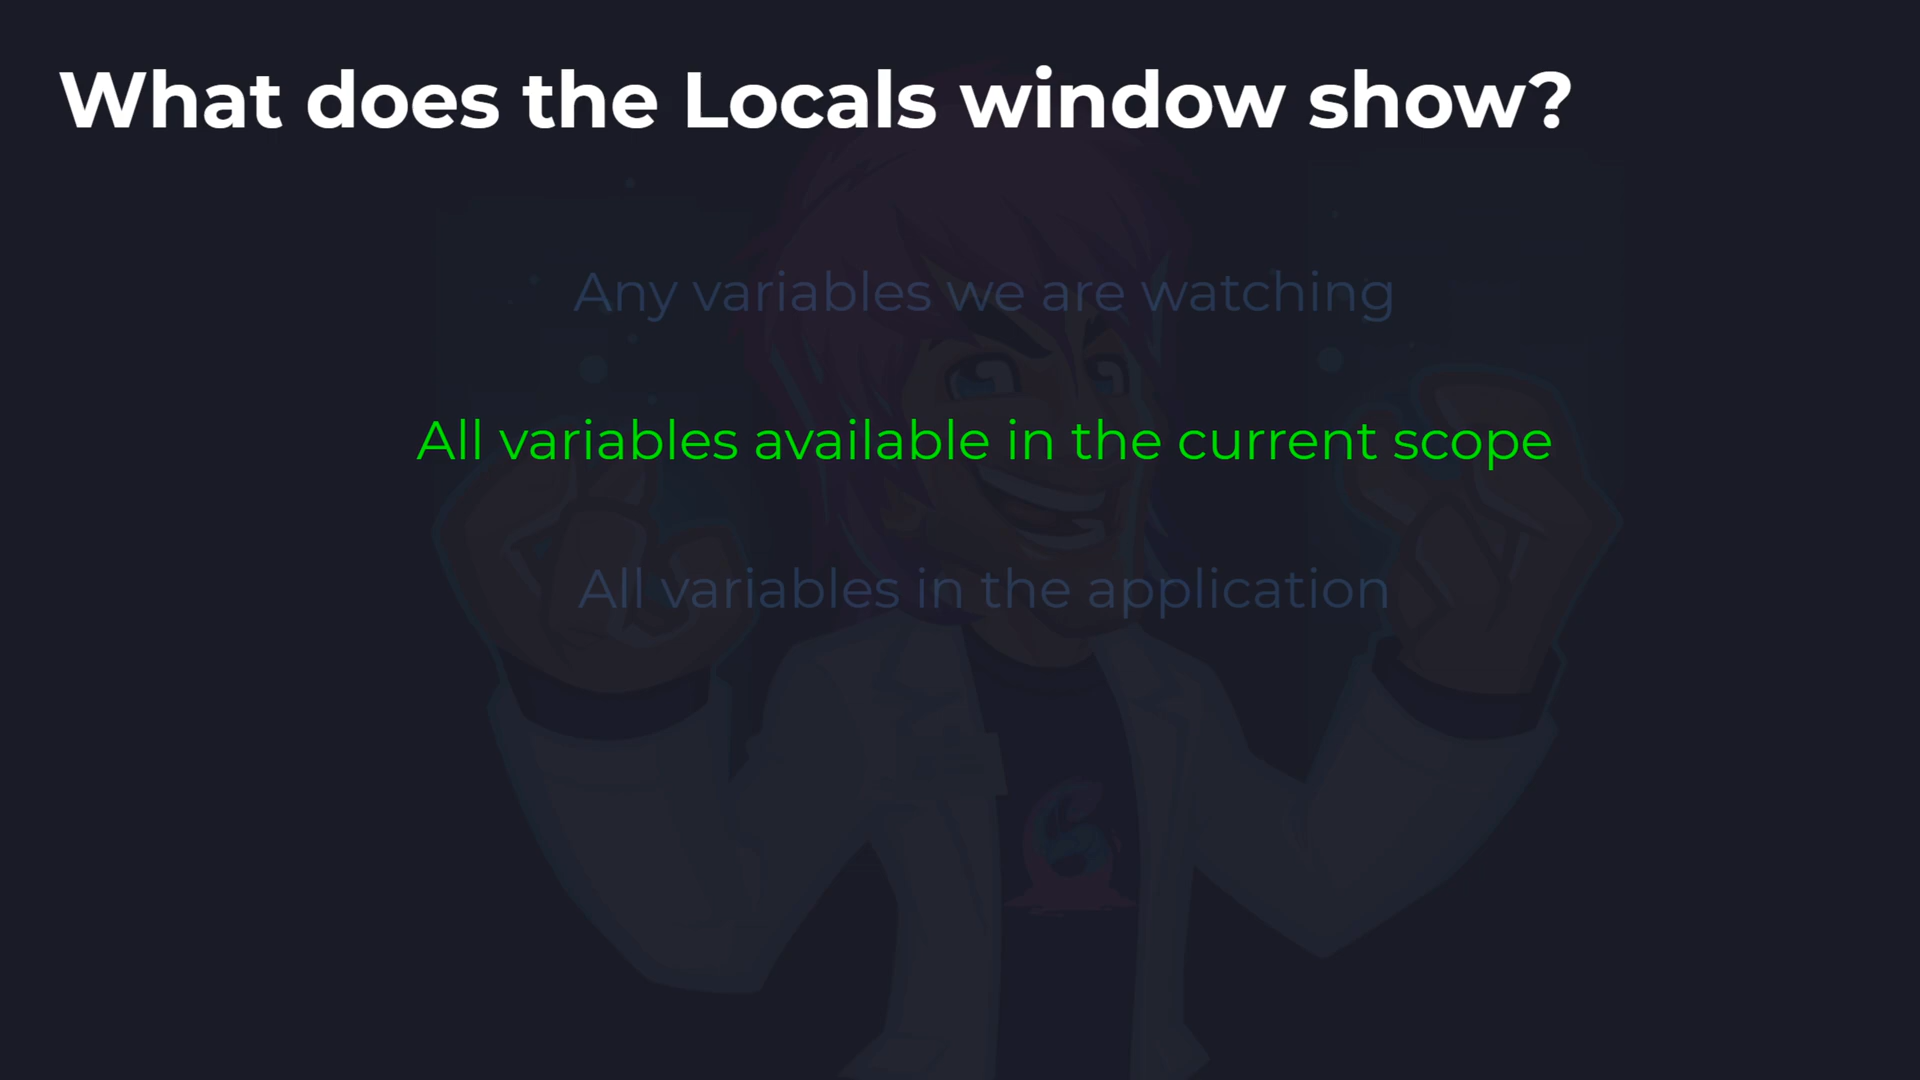 What does the Locals window show?
Any variables we are watching
All variables available in the current scope
All variables in the application